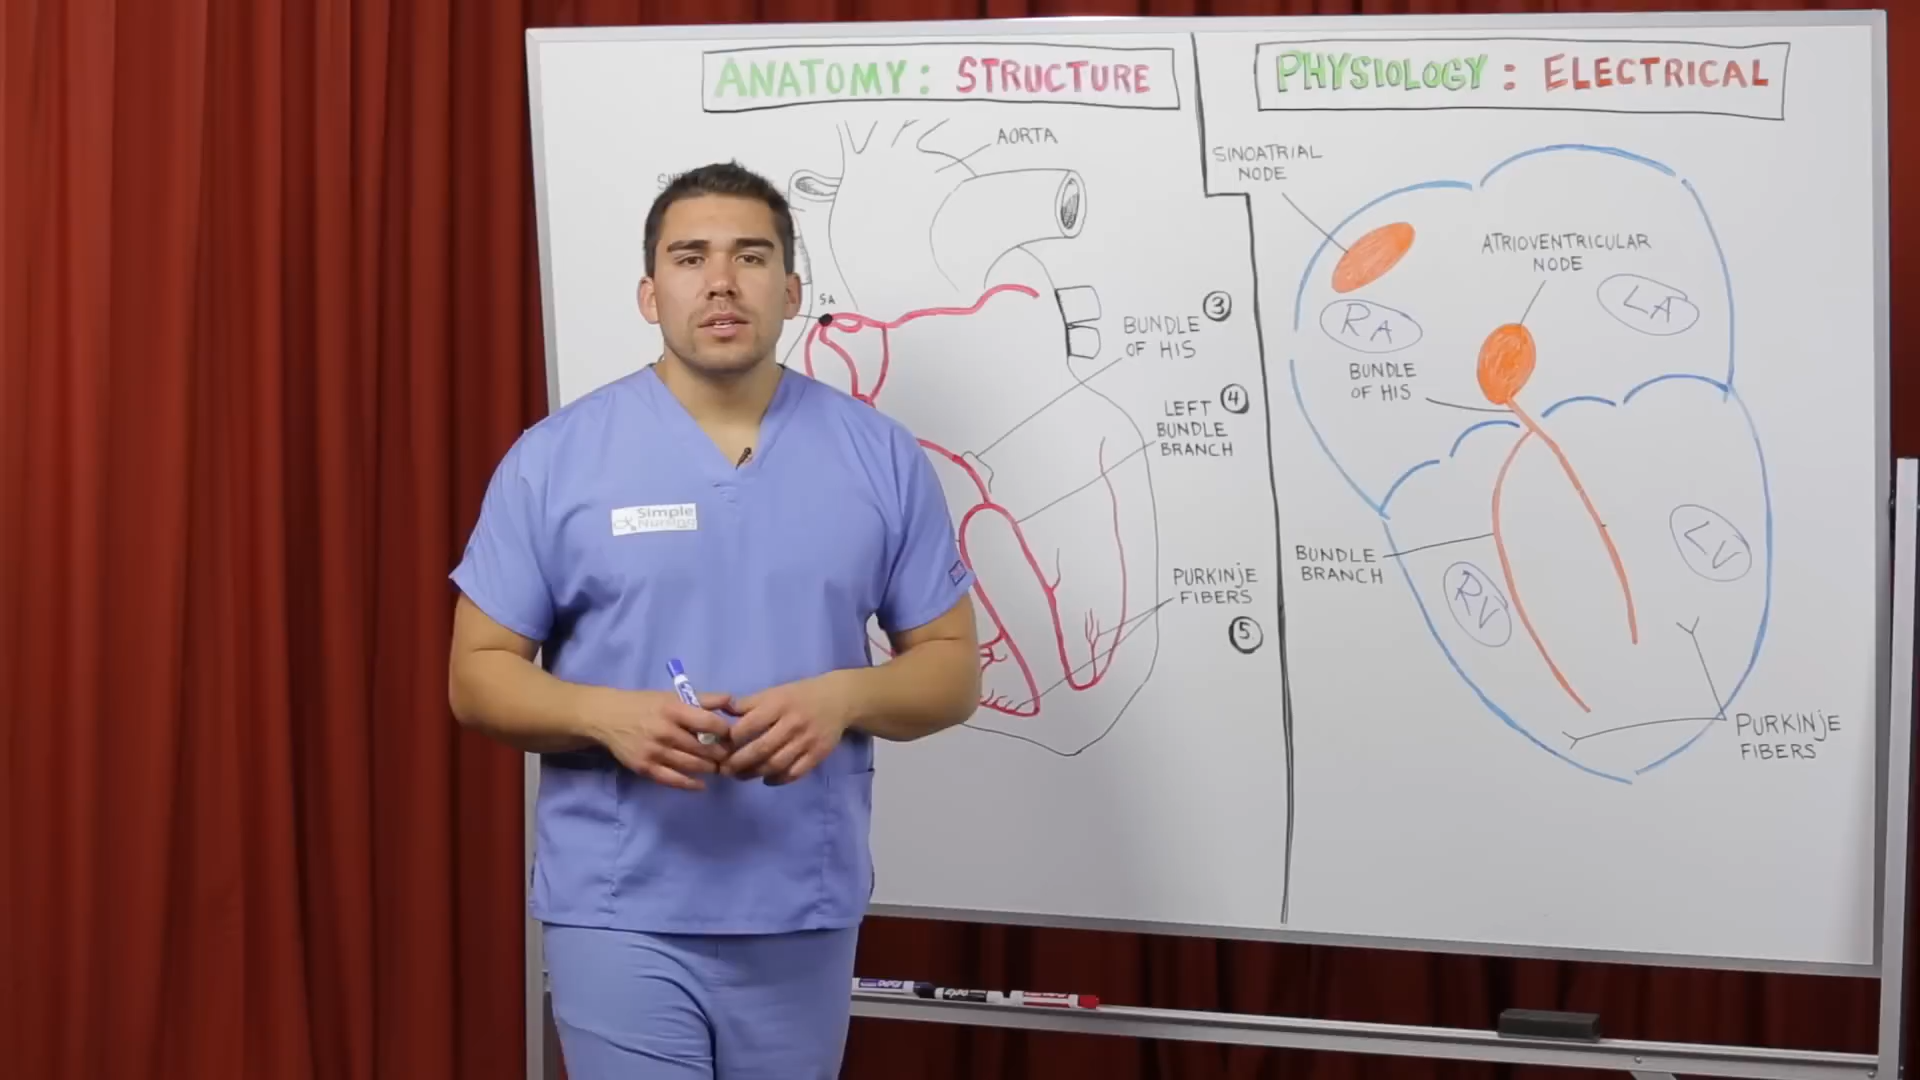 ANATOMY: STRUCTURE
AORTA
SA
BUNDLE
OF HIS
3
LEFT
BUNDLE
BRANCH
4
PURKINjE
FIBERS
5
Simple
Nursing
PHYSIOLOGY: ELECTRICAL
SINOATRIAL
NODE
ATRIOVENTRICULAR
NODE
RA
LA
BUNDLE
OF HIS
BUNDLE
BRANCH
RV
LV
PURKINjE
FIBERS